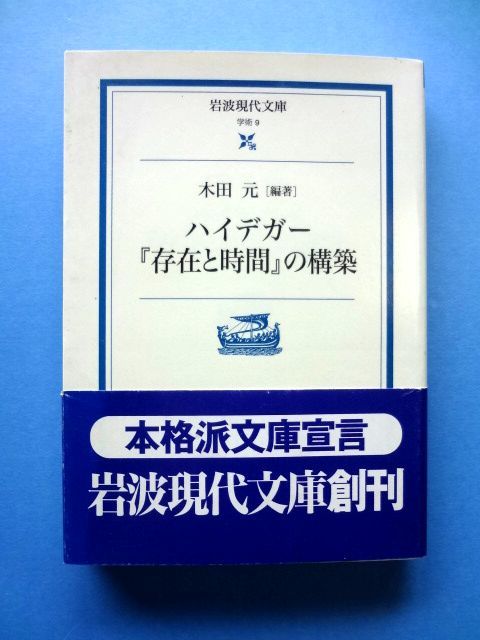 岩波現代文庫
学術 9
木田 元 [編著]
ハイデガー
『存在と時間』の構築
本格派文庫宣言
岩波現代文庫創刊